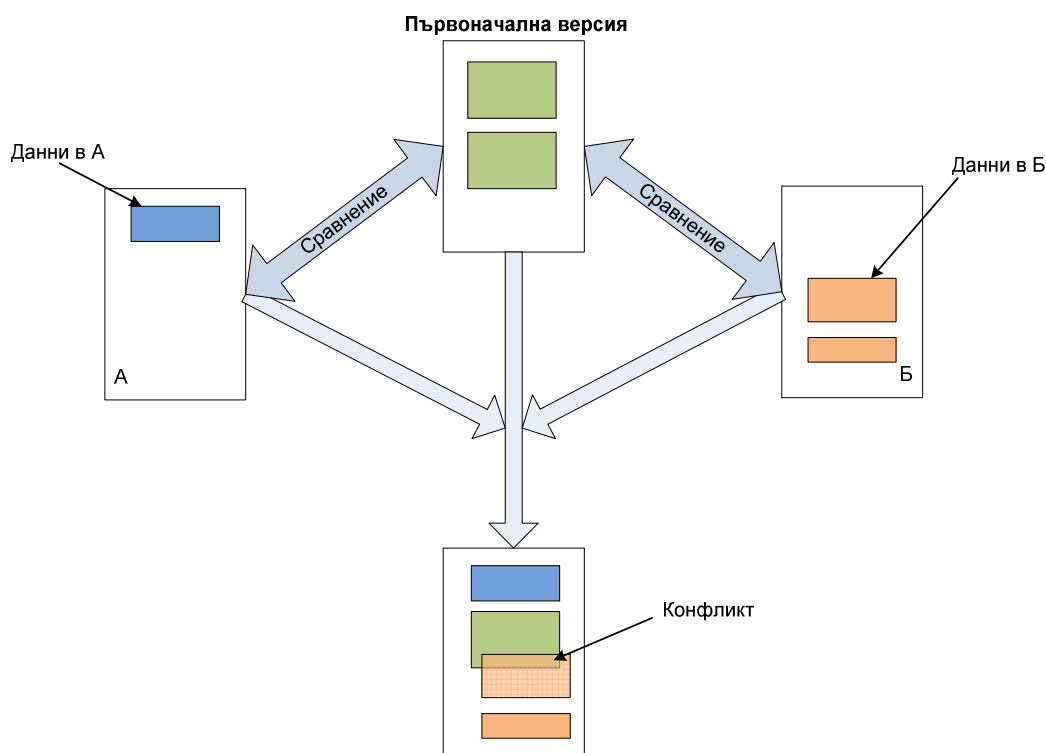 Първоначална версия
Данни в А
Данни в Б
Сравнение
Сравнение
А
Б
Конфликт